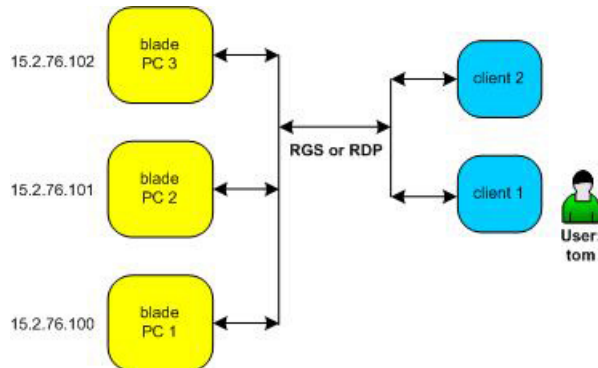 blade
PC 3
15.2.76.102
client 2
RGS or RDP
blade
PC 2
15.2.76.101
client 1
User:
tom
blade
PC 1
15.2.76.100